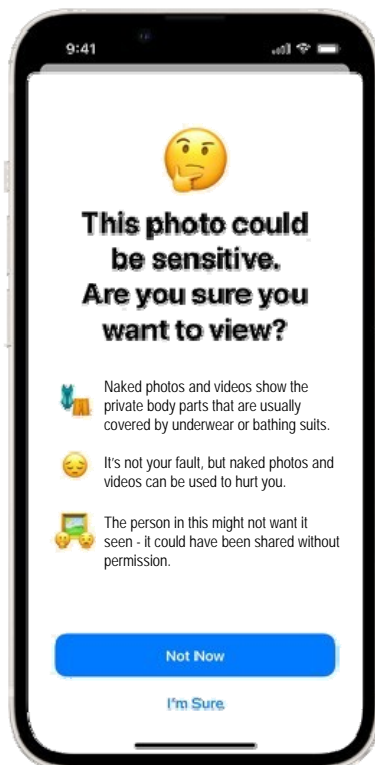 9:41
This photo could
be sensitive.
Are you sure you
want to view?
Naked photos and videos show the
private body parts that are usually
covered by underwear or bathing suits.
It's not your fault, but naked photos and
videos can be used to hurt you.
The person in this might not want it
seen - it could have been shared without
permission.
Not Now
I'm Sure